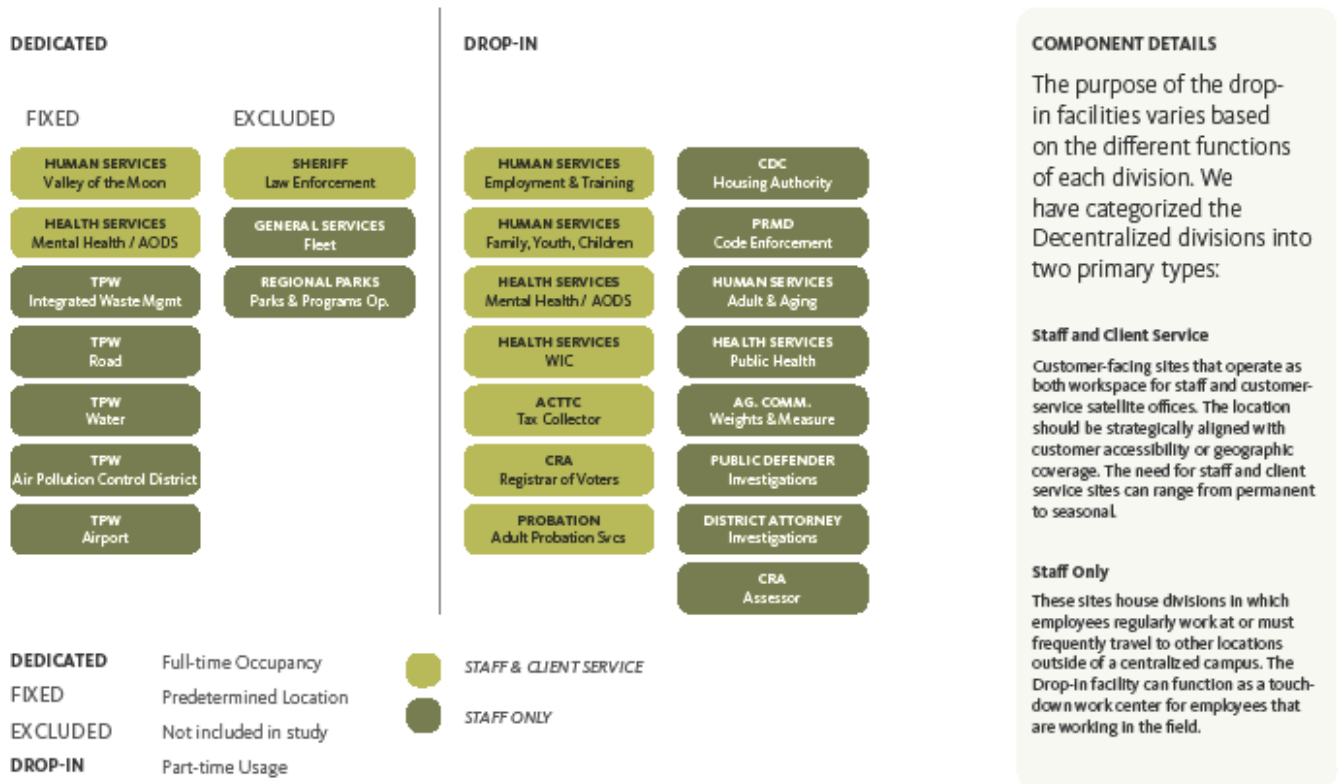 DEDICATED
FIXED
HUMAN SERVICES
Valley of the Moon
HEALTH SERVICES
Mental Health / AODS
TPW
Integrated Waste Mgmt
TPW
Road
TPW
Water
TPW
Air Pollution Control District
TPW
Airport
EXCLUDED
SHERIFF
Law Enforcement
GENERAL SERVICES
Fleet
REGIONAL PARKS
Parks & Programs Op.
DROP-IN
HUMAN SERVICES
Employment & Training
HUMAN SERVICES
Family, Youth, Children
HEALTH SERVICES
Mental Health / AODS
HEALTH SERVICES
WIC
ACTTC
Tax Collector
CRA
Registrar of Voters
PROBATION
Adult Probation Svcs
CDC
Housing Authority
PRMD
Code Enforcement
HUMAN SERVICES
Adult & Aging
HEALTH SERVICES
Public Health
AG. COMM.
Weights & Measure
PUBLIC DEFENDER
Investigations
DISTRICT ATTORNEY
Investigations
CRA
Assessor
DEDICATED Full-time Occupancy
FIXED Predetermined Location
EXCLUDED Not included in study
DROP-IN Part-time Usage
STAFF & CLIENT SERVICE
STAFF ONLY
COMPONENT DETAILS
The purpose of the drop-
in facilities varies based
on the different functions
of each division. We
have categorized the
Decentralized divisions into
two primary types:
Staff and Client Service
Customer-facing sites that operate as
both workspace for staff and customer-
service satellite offices. The location
should be strategically aligned with
customer accessibility or geographic
coverage. The need for staff and client
service sites can range from permanent
to seasonal.
Staff Only
These sites house divisions in which
employees regularly work at or must
frequently travel to other locations
outside of a centralized campus. The
Drop-in facility can function as a touch-
down work center for employees that
are working in the field.